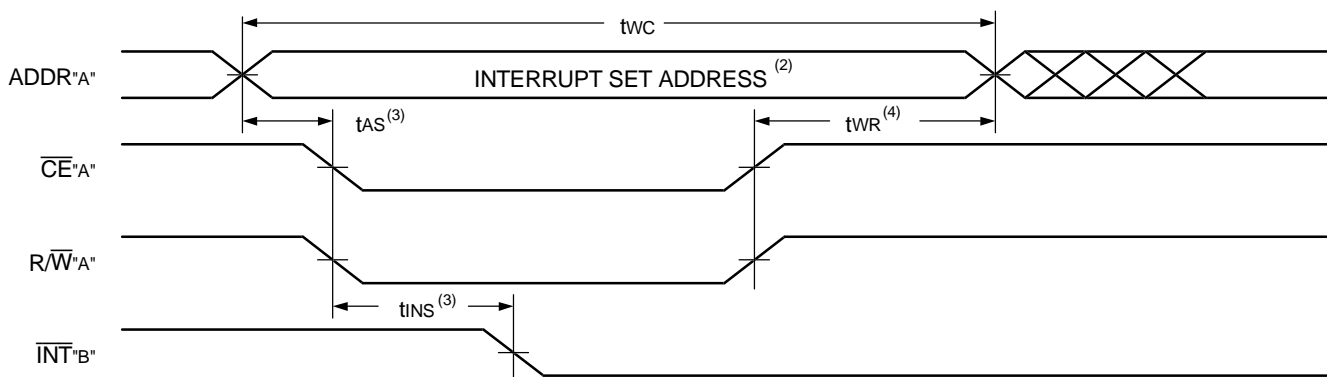 tWC
ADDR"A" INTERRUPT SET ADDRESS (2)
tAS(3) tWR(4)
CE"A"
R/W"A"
tINS(3)
INT"B"